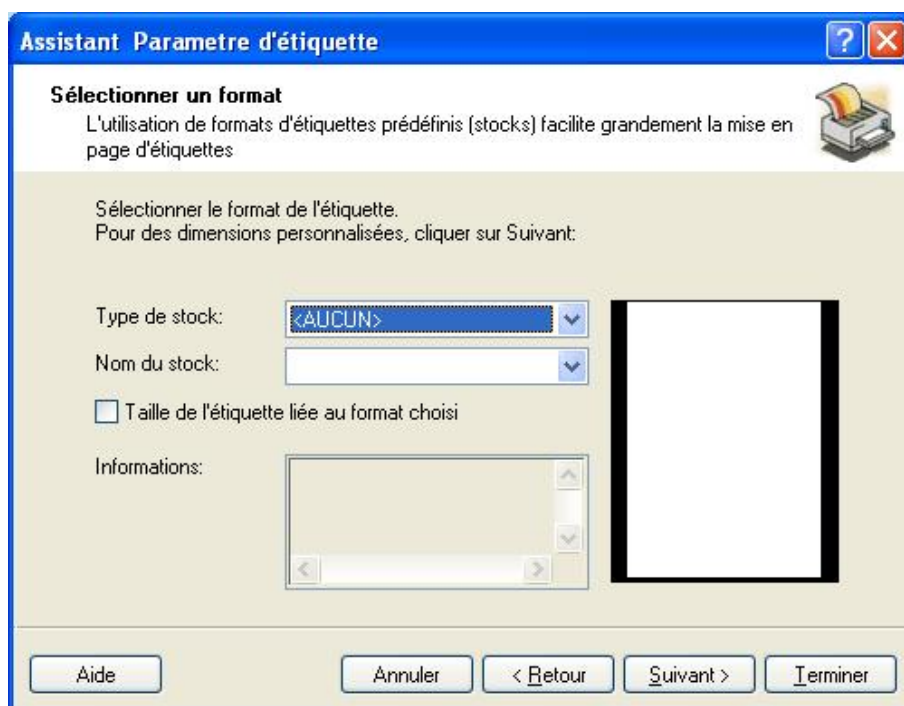 Assistant Parametre d'étiquette
Sélectionner un format
L'utilisation de formats d'étiquettes prédéfinis (stocks) facilite grandement la mise en
page d'étiquettes
Sélectionner le format de l'étiquette.
Pour des dimensions personnalisées, cliquer sur Suivant:
Type de stock: <AUCUN>
Nom du stock:
Taille de l'étiquette liée au format choisi
Informations:
Aide Annuler < Retour Suivant > Terminer